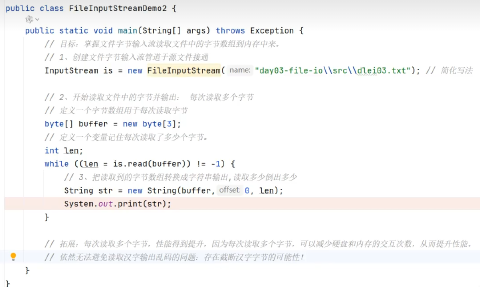 public class FileInputStreamDemo2 {
public static void main(String[] args) throws Exception {
// 目标：掌握文件字节输入流读取文件中的字节数组到内存中来。
// 1、创建文件字节输入流管道于源文件接通
InputStream is = new FileInputStream( name: "day03-file-io\\src\\dlei03.txt"); // 简化写法
// 2、开始读取文件中的字节并输出： 每次读取多个字节
// 定义一个字节数组用于每次读取字节
byte[] buffer = new byte[3];
// 定义一个变量记住每次读取了多少个字节。
int len;
while ((len = is.read(buffer)) != -1) {
// 3、把读取到的字节数组转换成字符串输出,读取多少倒出多少
String str = new String(buffer, offset: 0, len);
System.out.print(str);
}
// 拓展：每次读取多个字节，性能得到提升，因为每次读取多个字节，可以减少硬盘和内存的交互次数，从而提升性能。
// 依然无法避免读取汉字输出乱码的问题：存在截断汉字字节的可能性！
}
}